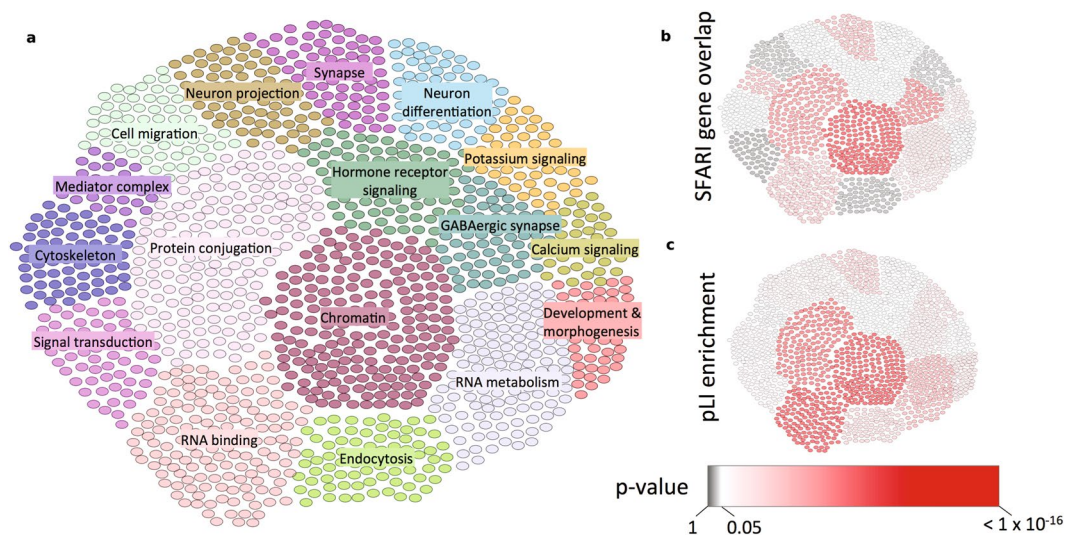 a
Synapse
Neuron projection
Neuron
differentiation
Cell migration
Potassium signaling
Hormone receptor
signaling
Mediator complex
GABAergic synapse
Protein conjugation
Calcium signaling
Cytoskeleton
Chromatin
Development &
morphogenesis
Signal transduction
RNA metabolism
RNA binding
Endocytosis
b
SFARI gene overlap
c
pLI enrichment
p-value
1
0.05
< 1 x 10⁻¹⁶